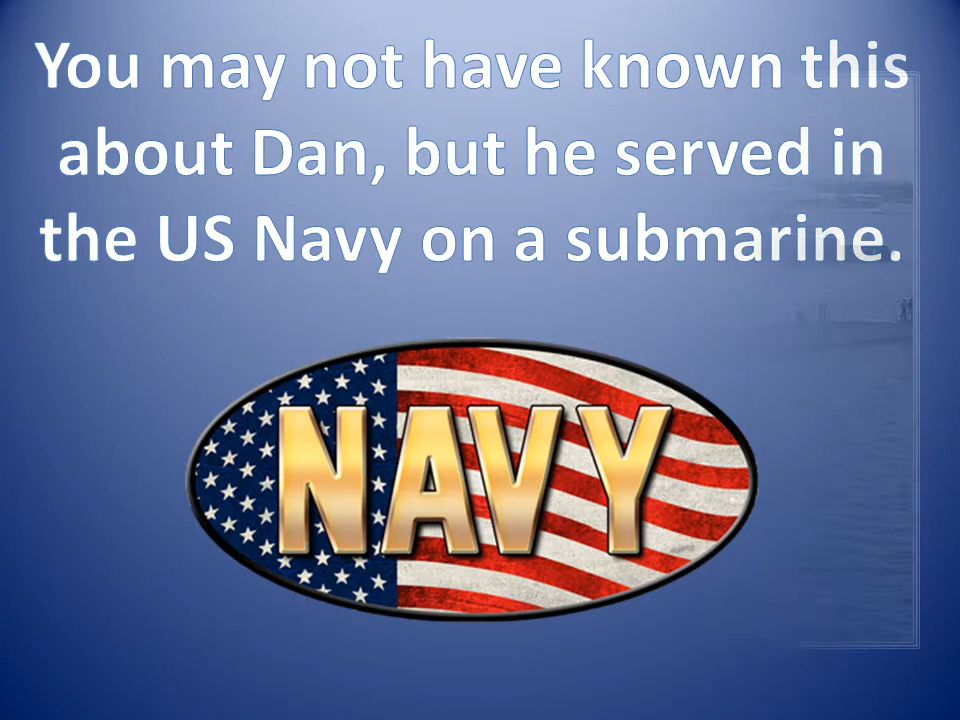 You may not have known this
about Dan, but he served in
the US Navy on a submarine.
NAVY